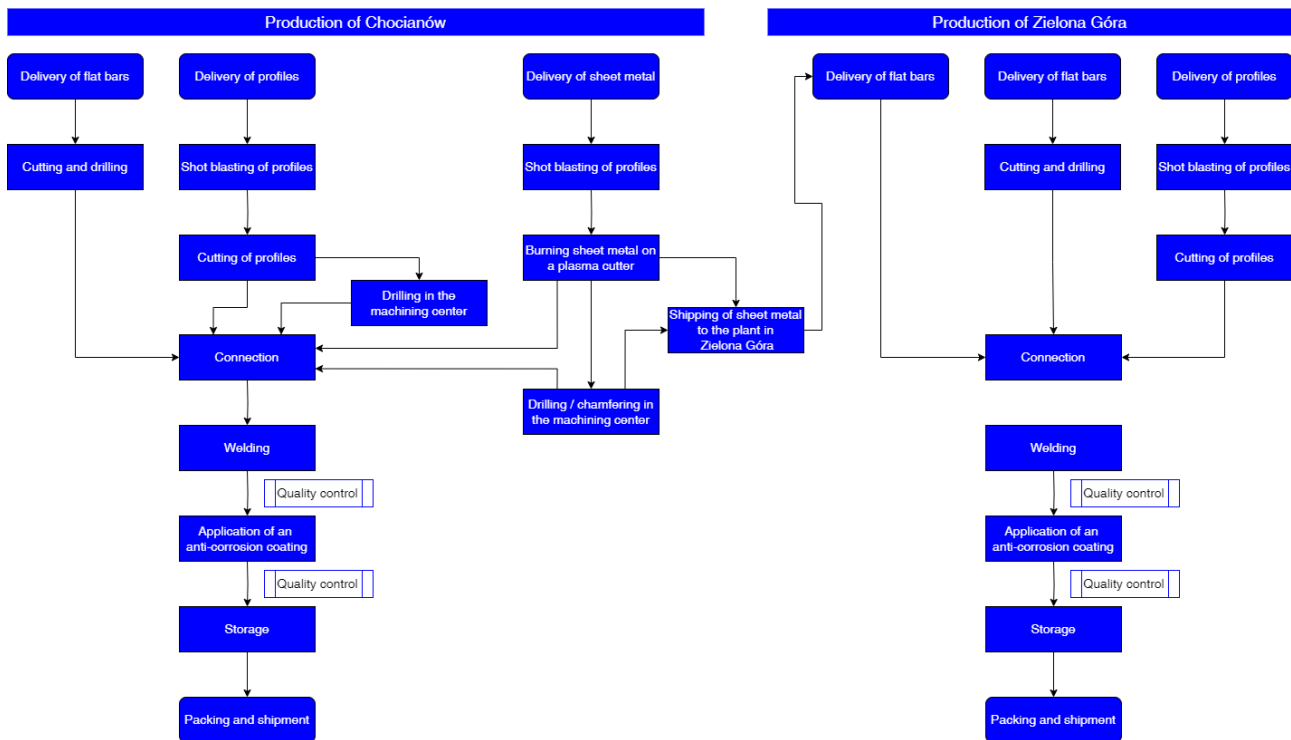 Production of Chocianów
Production of Zielona Góra
Delivery of flat bars
Delivery of profiles
Delivery of sheet metal
Delivery of flat bars
Delivery of flat bars
Delivery of profiles
Cutting and drilling
Shot blasting of profiles
Shot blasting of profiles
Cutting and drilling
Shot blasting of profiles
Cutting of profiles
Burning sheet metal on
a plasma cutter
Cutting of profiles
Drilling in the
machining center
Shipping of sheet metal
to the plant in
Zielona Góra
Connection
Connection
Drilling / chamfering in
the machining center
Welding
Welding
Quality control
Quality control
Application of an
anti-corrosion coating
Application of an
anti-corrosion coating
Quality control
Quality control
Storage
Storage
Packing and shipment
Packing and shipment